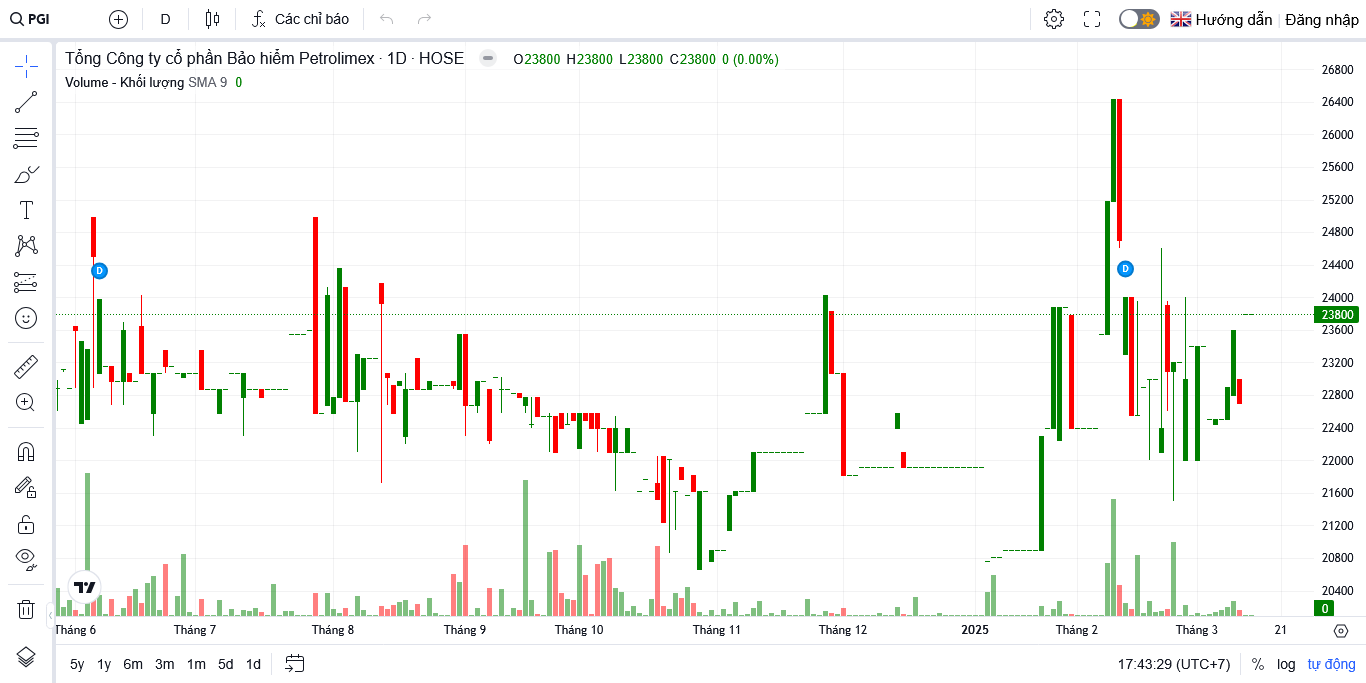 PGI
D
Các chỉ báo
Hướng dẫn
Đăng nhập
Tổng Công ty cổ phần Bảo hiểm Petrolimex · 1D · HOSE
O23800 H23800 L23800 C23800 0 (0.00%)
Volume - Khối lượng SMA 9 0
D
D
26800
26400
26000
25600
25200
24800
24400
24000
23800
23600
23200
22800
22400
22000
21600
21200
20800
20400
0
Tháng 6 Tháng 7 Tháng 8 Tháng 9 Tháng 10 Tháng 11 Tháng 12 2025 Tháng 2 Tháng 3 21
5y 1y 6m 3m 1m 5d 1d
17:43:29 (UTC+7) % log tự động